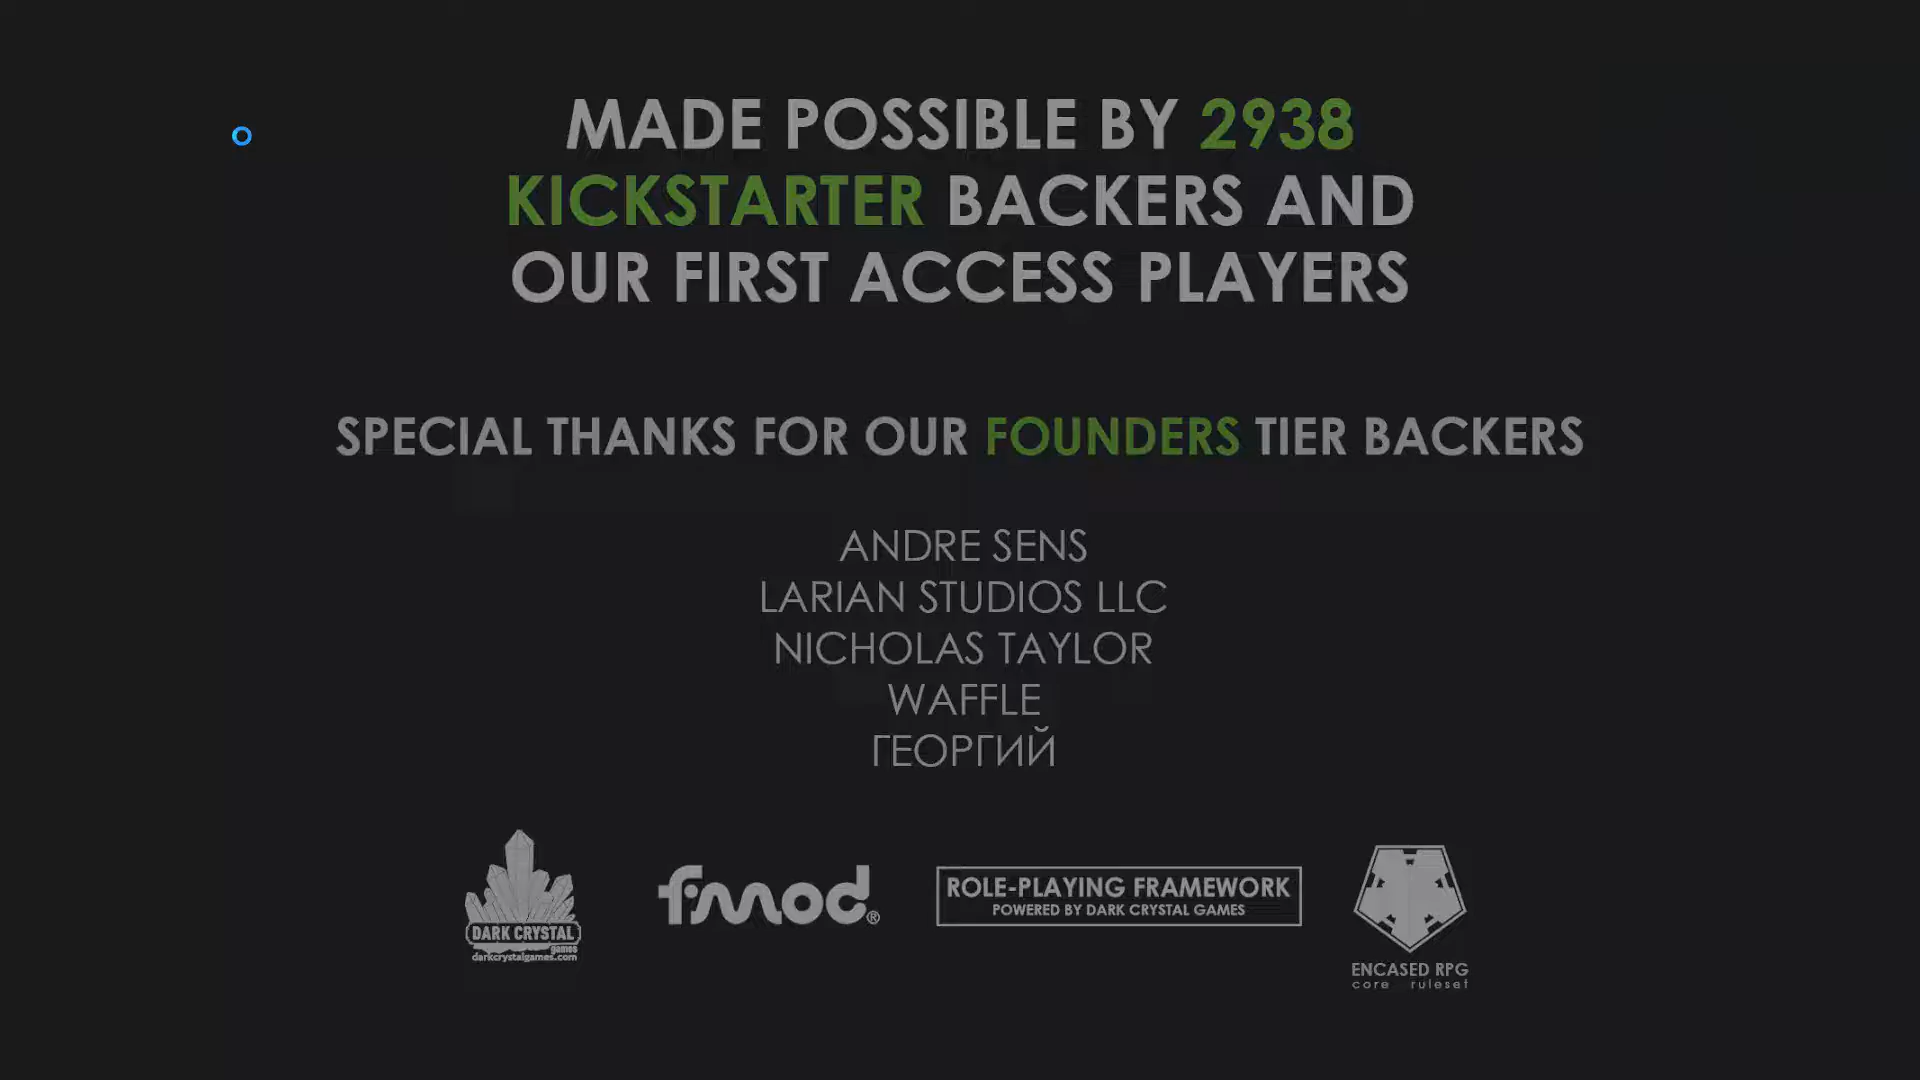 MADE POSSIBLE BY 2938
KICKSTARTER BACKERS AND
OUR FIRST ACCESS PLAYERS
SPECIAL THANKS FOR OUR FOUNDERS TIER BACKERS
ANDRE SENS
LARIAN STUDIOS LLC
NICHOLAS TAYLOR
WAFFLE
ГЕОРГИЙ
DARK CRYSTAL
games
darkcrystalgames.com
fmod®
ROLE-PLAYING FRAMEWORK
POWERED BY DARK CRYSTAL GAMES
ENCASED RPG
core ruleset